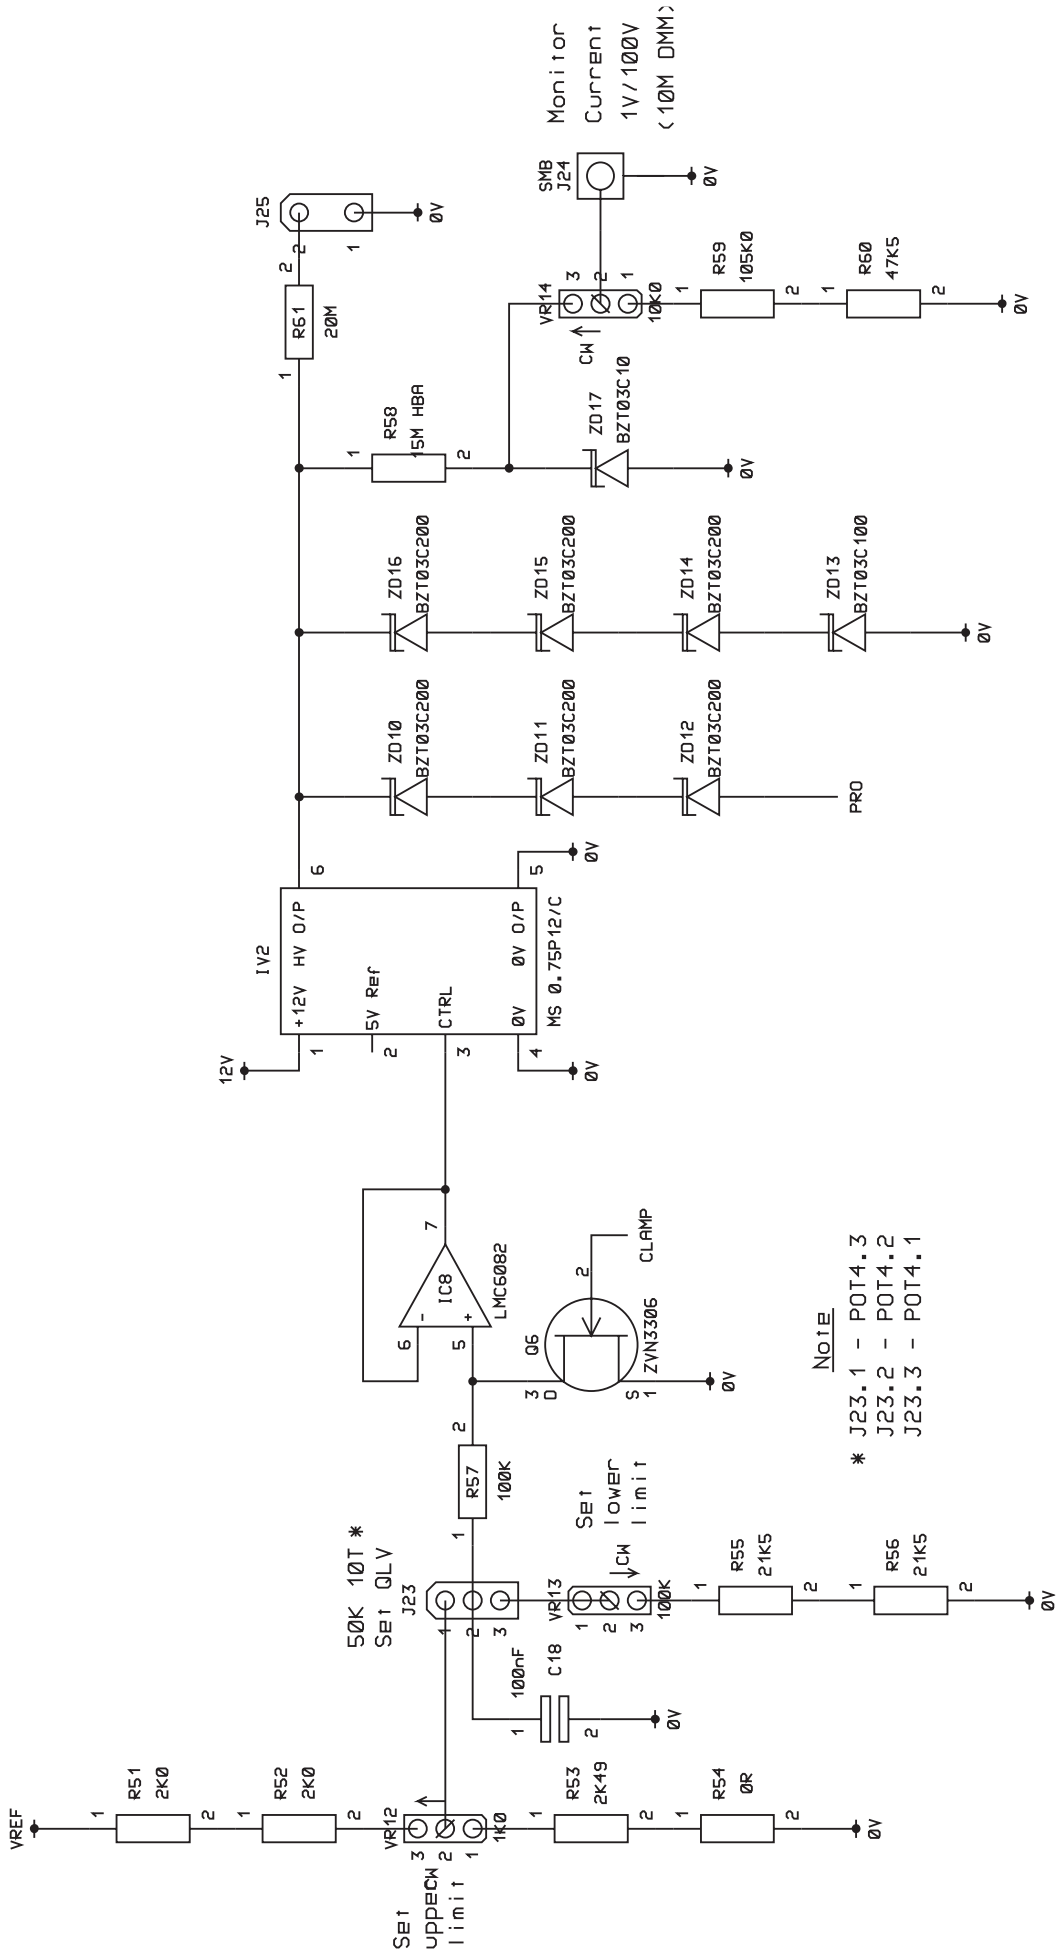 VREF
1
R51
2K0
2
1
R52
2K0
2
VR12
3
2
1
1K0
CW
Set
upper
limit
1
R53
2K49
2
1
R54
0R
2
0V
50K 10T *
Set QLV
J23
1
2
3
100nF
C18
1
2
0V
VR13
1
2
3
100K
CW
Set
lower
limit
1
R55
21K5
2
1
R56
21K5
2
0V
1
R57
100K
2
6
5
-
+
IC8
7
LMC6082
Q6
3
D
S
1
2
ZVN3306
CLAMP
0V
Note
* J23.1 - POT4.3
J23.2 - POT4.2
J23.3 - POT4.1
12V
IV2
+12V
HV O/P
5V Ref
CTRL
0V
0V O/P
1
2
3
4
5
6
MS 0.75P12/C
0V
0V
ZD10
BZT03C200
ZD11
BZT03C200
ZD12
BZT03C200
PRO
ZD16
BZT03C200
ZD15
BZT03C200
ZD14
BZT03C200
ZD13
BZT03C100
0V
1
R58
15M HBA
2
ZD17
BZT03C10
0V
1
R61
20M
2
J25
2
1
0V
VR14
3
2
1
10K0
CW
SMB
J24
0V
1
R59
105K0
2
1
R60
47K5
2
0V
Monitor
Current
1V/100V
(10M DMM)